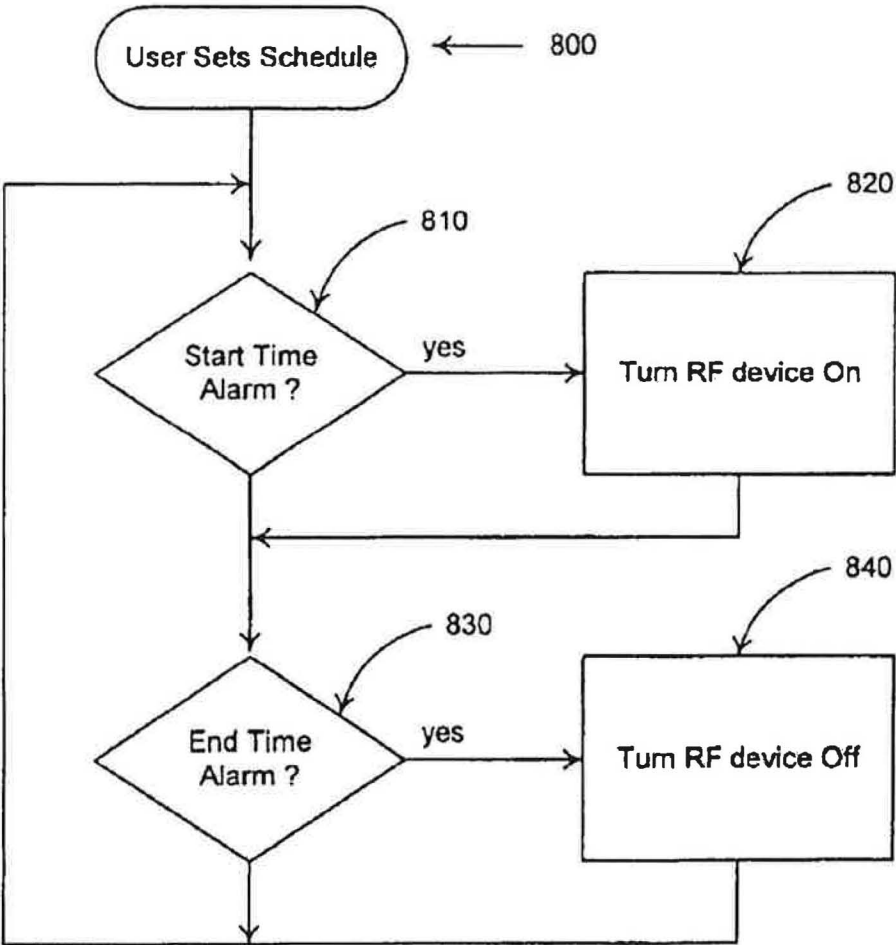 User Sets Schedule
800
810
820
Start Time
Alarm ?
yes
Turn RF device On
830
840
End Time
Alarm ?
yes
Turn RF device Off